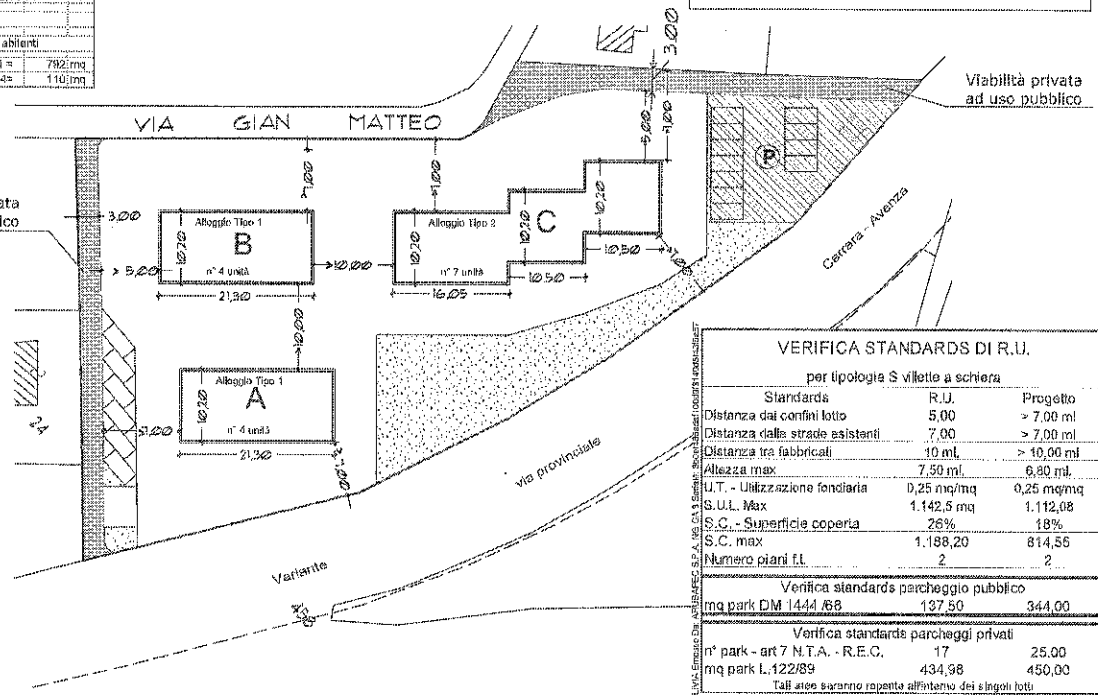 abitanti
792 mq
110 mq
VIA GIAN MATTEO
Viabilità privata
ad uso pubblico
3,00
5,00
7,00
P
3,00
> 5,00
7,00
7,00
Alloggio Tipo 1
B
n° 4 unità
10,20
21,30
10,00
Alloggio Tipo 2
C
n° 7 unità
10,20
10,20
10,20
16,05
10,50
10,50
7,00
10,00
Alloggio Tipo 1
A
n° 4 unità
10,20
21,30
7,00
Carrara - Avenza
via provinciale
Variante
VERIFICA STANDARDS DI R.U.
per tipologia S villette a schiera
Standards R.U. Progetto
Distanza dai confini lotto 5,00 > 7,00 ml
Distanza dalle strade esistenti 7,00 > 7,00 ml
Distanza tra fabbricati 10 ml. > 10,00 ml
Altezza max 7,50 ml. 6,80 ml.
U.T. - Utilizzazione fondiaria 0,25 mq/mq 0,25 mq/mq
S.U.L. Max 1.142,5 mq 1.112,08
S.C. - Superficie coperta 26% 18%
S.C. max 1.188,20 814,55
Numero piani f.t. 2 2
Verifica standards parcheggio pubblico
mq park DM 1444 /68 137,50 344,00
Verifica standards parcheggi privati
n° park - art 7 N.T.A. - R.E.C. 17 25,00
mq park L.122/89 434,98 450,00
Tali aree saranno reperite all'interno dei singoli lotti